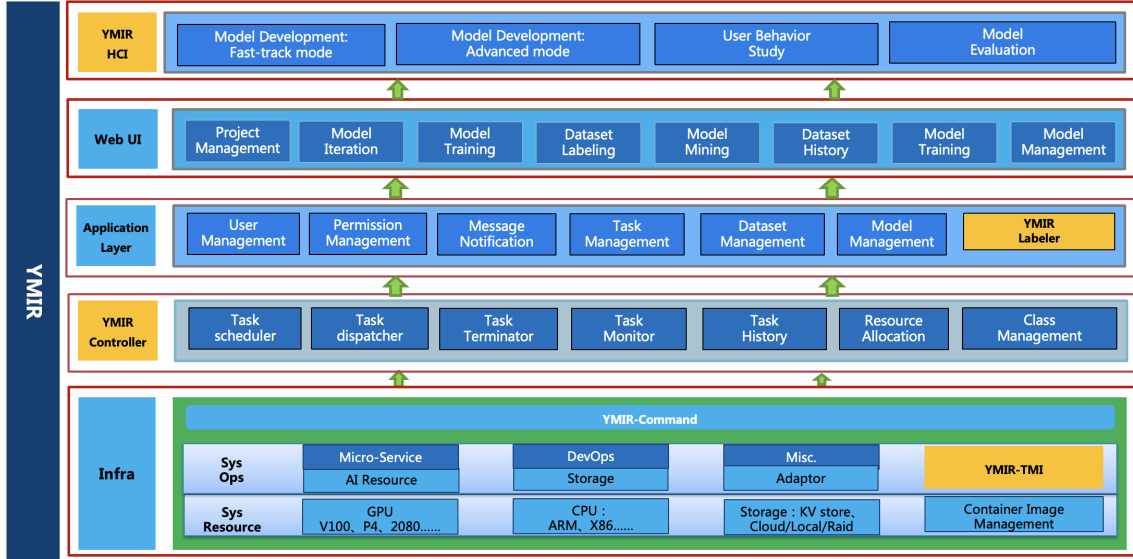 YMIR
YMIR
HCI
Model Development:
Fast-track mode
Model Development:
Advanced mode
User Behavior
Study
Model
Evaluation
Web UI
Project
Management
Model
Iteration
Model
Training
Dataset
Labeling
Model
Mining
Dataset
History
Model
Training
Model
Management
Application
Layer
User
Management
Permission
Management
Message
Notification
Task
Management
Dataset
Management
Model
Management
YMIR
Labeler
YMIR
Controller
Task
scheduler
Task
dispatcher
Task
Terminator
Task
Monitor
Task
History
Resource
Allocation
Class
Management
Infra
YMIR-Command
Sys
Ops
Micro-Service
AI Resource
DevOps
Storage
Misc.
Adaptor
YMIR-TMI
Sys
Resource
GPU
V100、P4、2080......
CPU：
ARM、X86......
Storage：KV store、
Cloud/Local/Raid
Container Image
Management